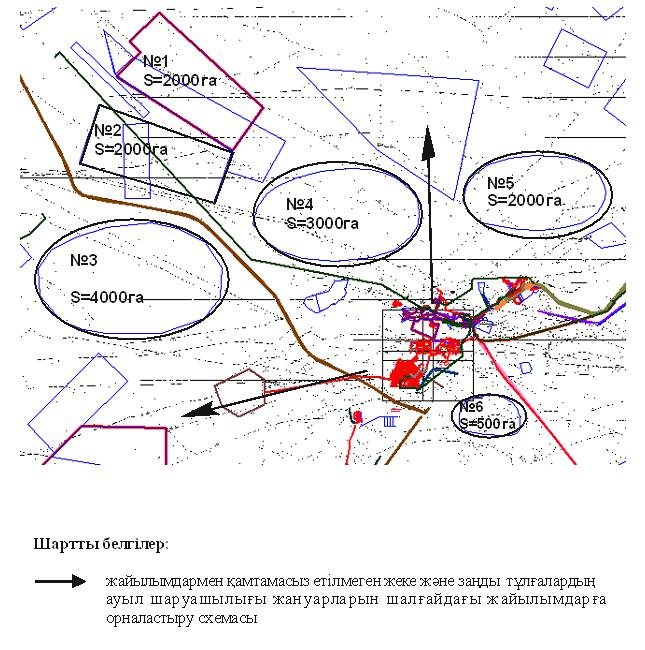 №1
S=2000га
№2
S=2000га
№4
S=3000га
№5
S=2000га
№3
S=4000га
№6
S=500га
Шартты белгілер:
жайылымдармен қамтамасыз етілмеген жеке және заңды тұлғалардың
ауыл шаруашылығы жануарларын шалғайдағы жайылымдарға
орналастыру схемасы